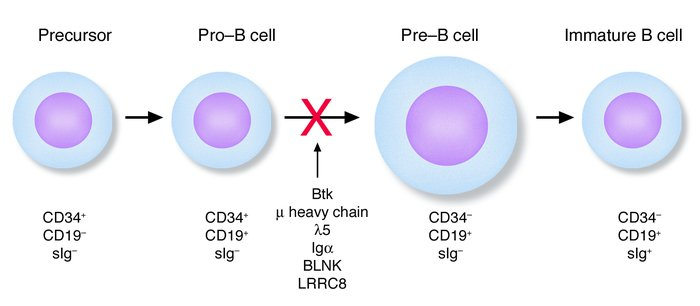 Precursor
Pro–B cell
Pre–B cell
Immature B cell
X
CD34⁺
CD19⁻
sIg⁻
CD34⁺
CD19⁺
sIg⁻
Btk
μ heavy chain
λ5
Igα
BLNK
LRRC8
CD34⁻
CD19⁺
sIg⁻
CD34⁻
CD19⁺
sIg⁺